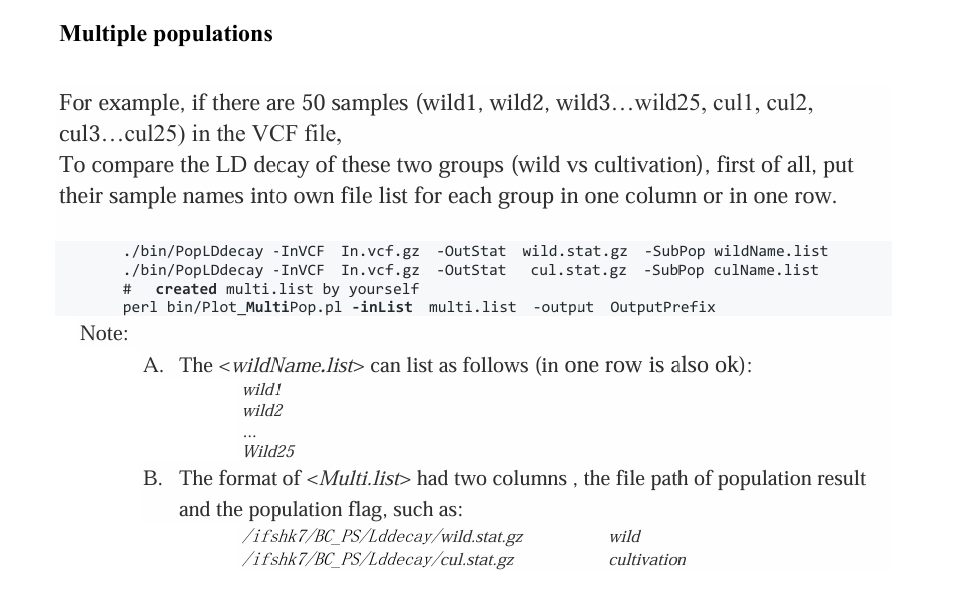 Multiple populations
For example, if there are 50 samples (wild1, wild2, wild3…wild25, cul1, cul2,
cul3…cul25) in the VCF file,
To compare the LD decay of these two groups (wild vs cultivation), first of all, put
their sample names into own file list for each group in one column or in one row.
./bin/PopLDdecay -InVCF In.vcf.gz -OutStat wild.stat.gz -SubPop wildName.list
./bin/PopLDdecay -InVCF In.vcf.gz -OutStat cul.stat.gz -SubPop culName.list
# created multi.list by yourself
perl bin/Plot_MultiPop.pl -inList multi.list -output OutputPrefix
Note:
A. The <wildName.list> can list as follows (in one row is also ok):
wild1
wild2
...
Wild25
B. The format of <Multi.list> had two columns , the file path of population result
and the population flag, such as:
/ifshk7/BC_PS/Lddecay/wild.stat.gz wild
/ifshk7/BC_PS/Lddecay/cul.stat.gz cultivation